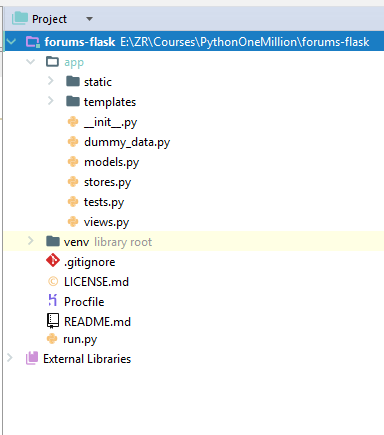 Project
forums-flask E:\ZR\Courses\PythonOneMillion\forums-flask
app
static
templates
__init__.py
dummy_data.py
models.py
stores.py
tests.py
views.py
venv library root
.gitignore
LICENSE.md
Procfile
README.md
run.py
External Libraries